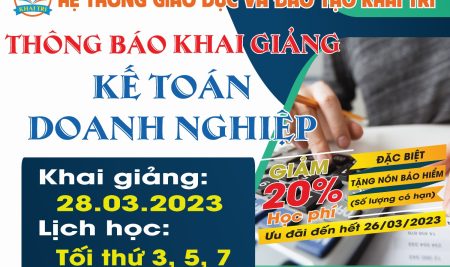 HỆ THỐNG GIÁO DỤC VÀ ĐÀO TẠO KHAI TRÍ
KHAI TRÍ
THÔNG BÁO KHAI GIẢNG
KẾ TOÁN
DOANH NGHIỆP
Khai giảng:
28.03.2023
Lịch học:
Tối thứ 3, 5, 7
GIẢM
20%
Học phí
ĐẶC BIỆT
TẶNG NÓN BẢO HIỂM
(Số lượng có hạn)
Ưu đãi đến hết 26/03/2023